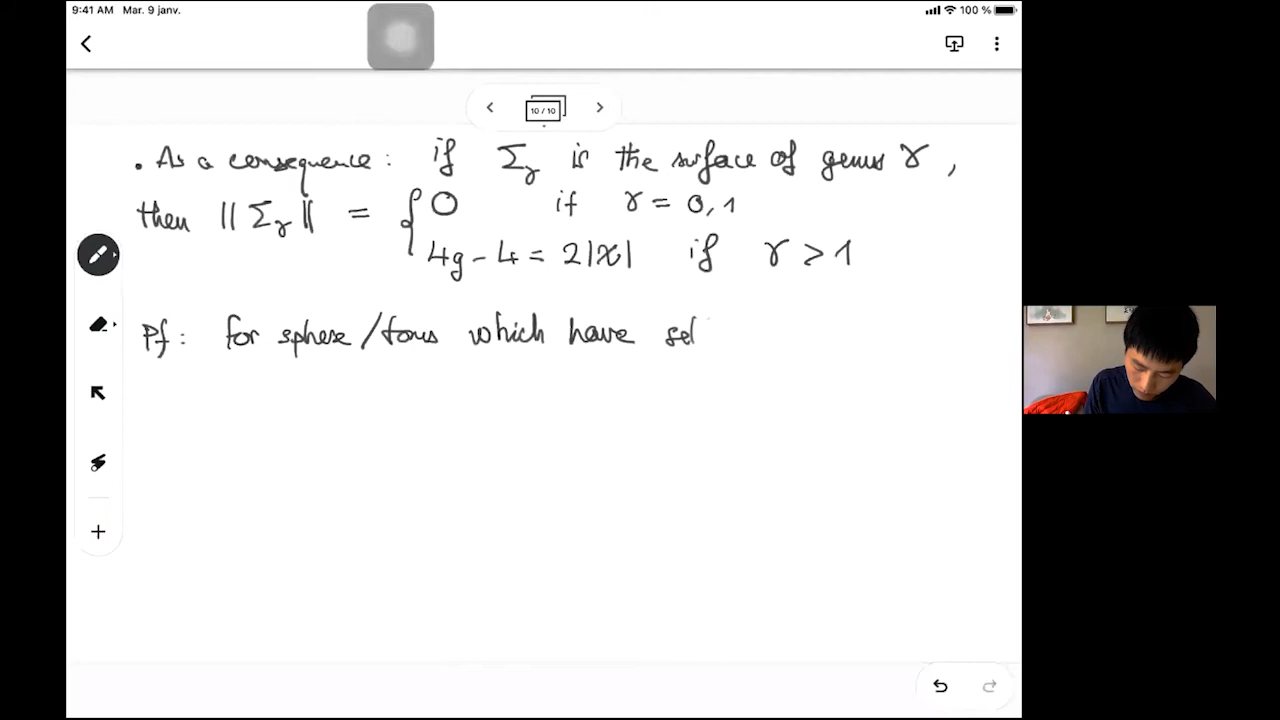 9:41 AM Mar. 9 janv.
100 %
10 / 10
. As a consequence : if Σ_γ is the surface of genus γ ,
then || Σ_γ || = { 0 if γ = 0, 1
4g - 4 = 2|χ| if γ > 1
Pf : for sphere/torus which have sel